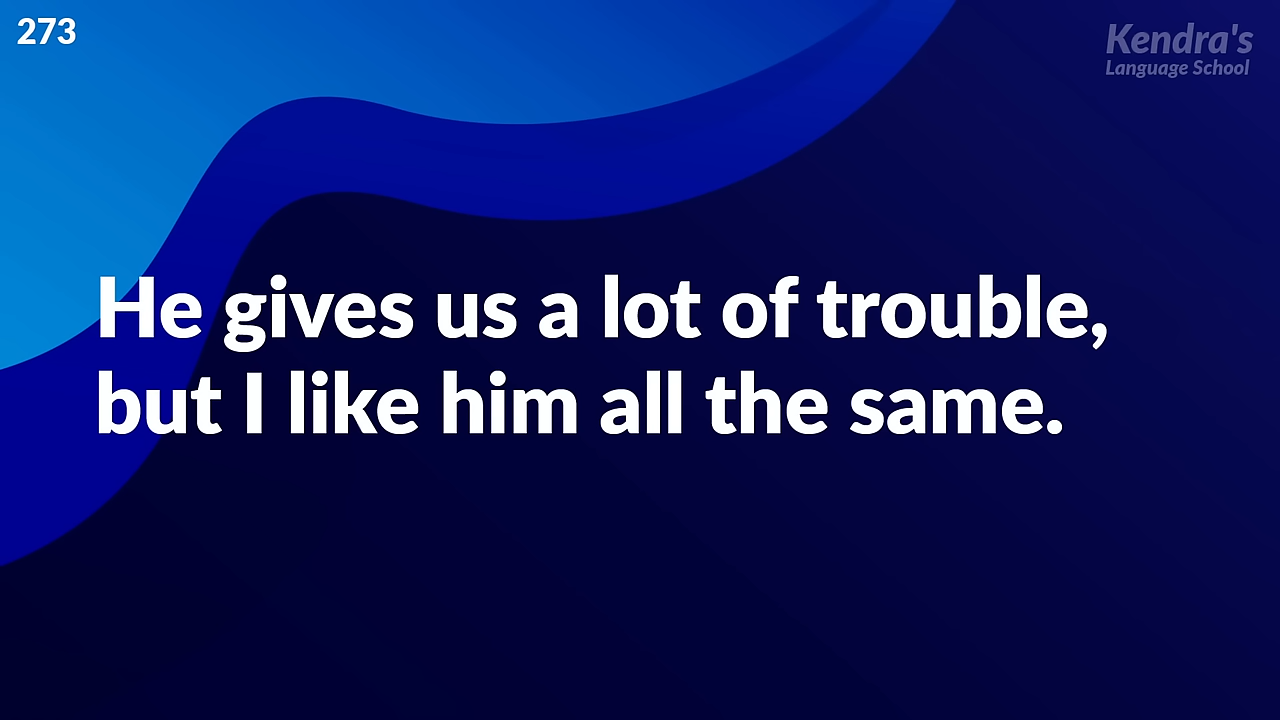 273
Kendra's
Language School
He gives us a lot of trouble,
but I like him all the same.